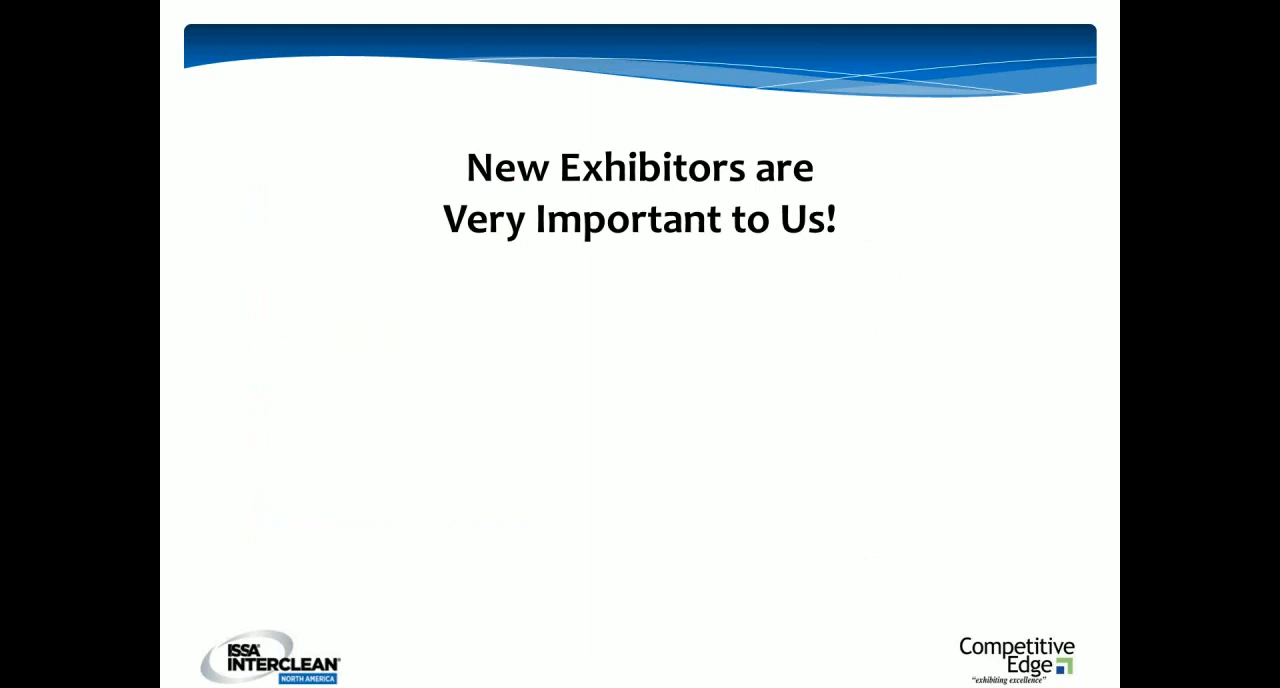 New Exhibitors are
Very Important to Us!
ISSA
INTERCLEAN®
NORTH AMERICA
Competitive
Edge
"exhibiting excellence"